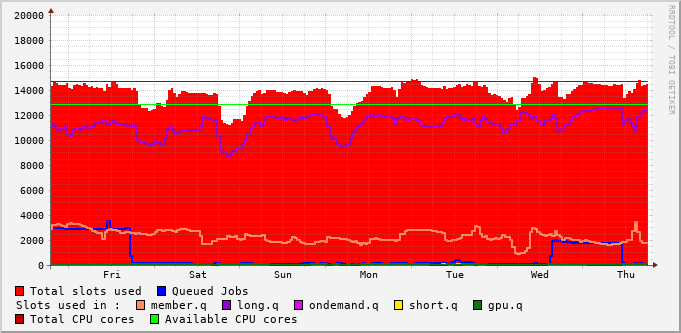 20000
18000
16000
14000
12000
10000
8000
6000
4000
2000
0
Fri Sat Sun Mon Tue Wed Thu
RRDTOOL / TOBI OETIKER
Total slots used Queued Jobs
Slots used in : member.q long.q ondemand.q short.q gpu.q
Total CPU cores Available CPU cores